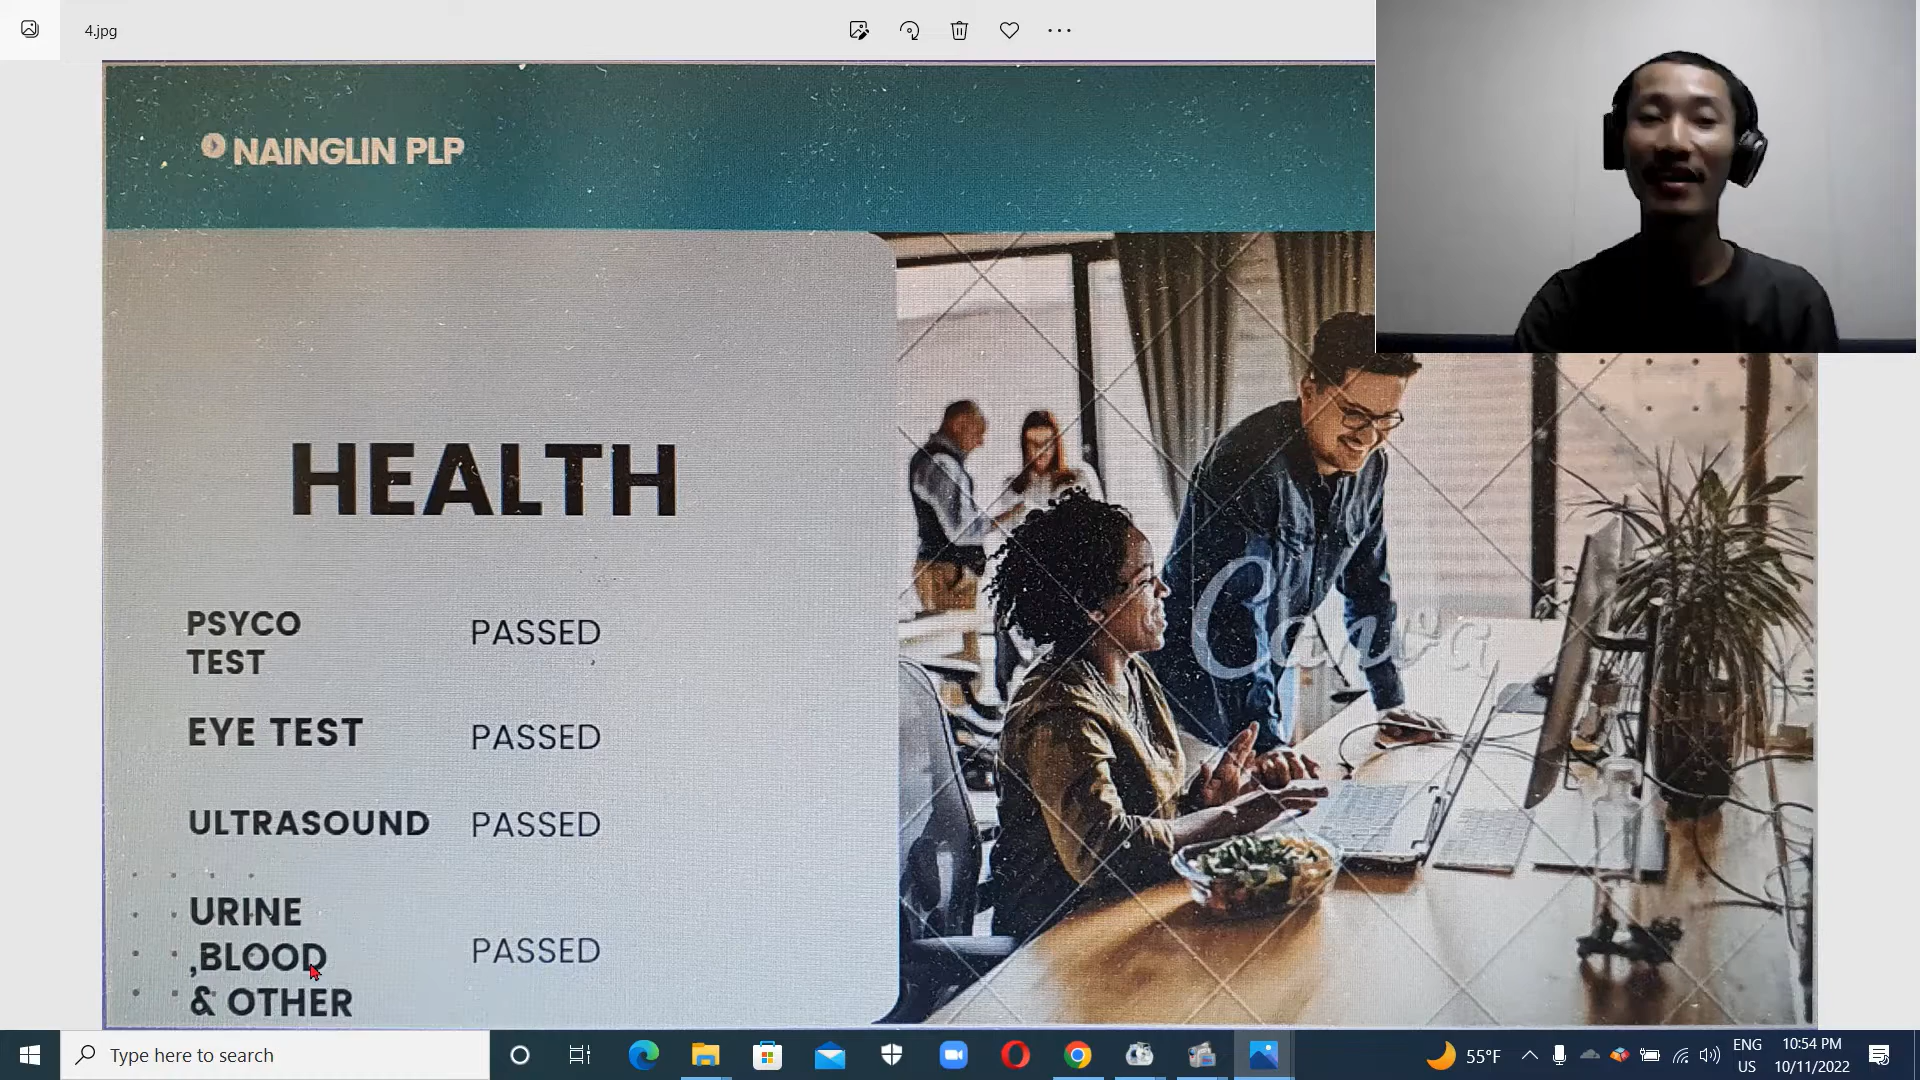 4.jpg
NAINGLIN PLP
HEALTH
PSYCO
TEST
PASSED
EYE TEST
PASSED
ULTRASOUND
PASSED
URINE
,BLOOD
& OTHER
PASSED
Canva
Type here to search
55°F
ENG
US
10:54 PM
10/11/2022